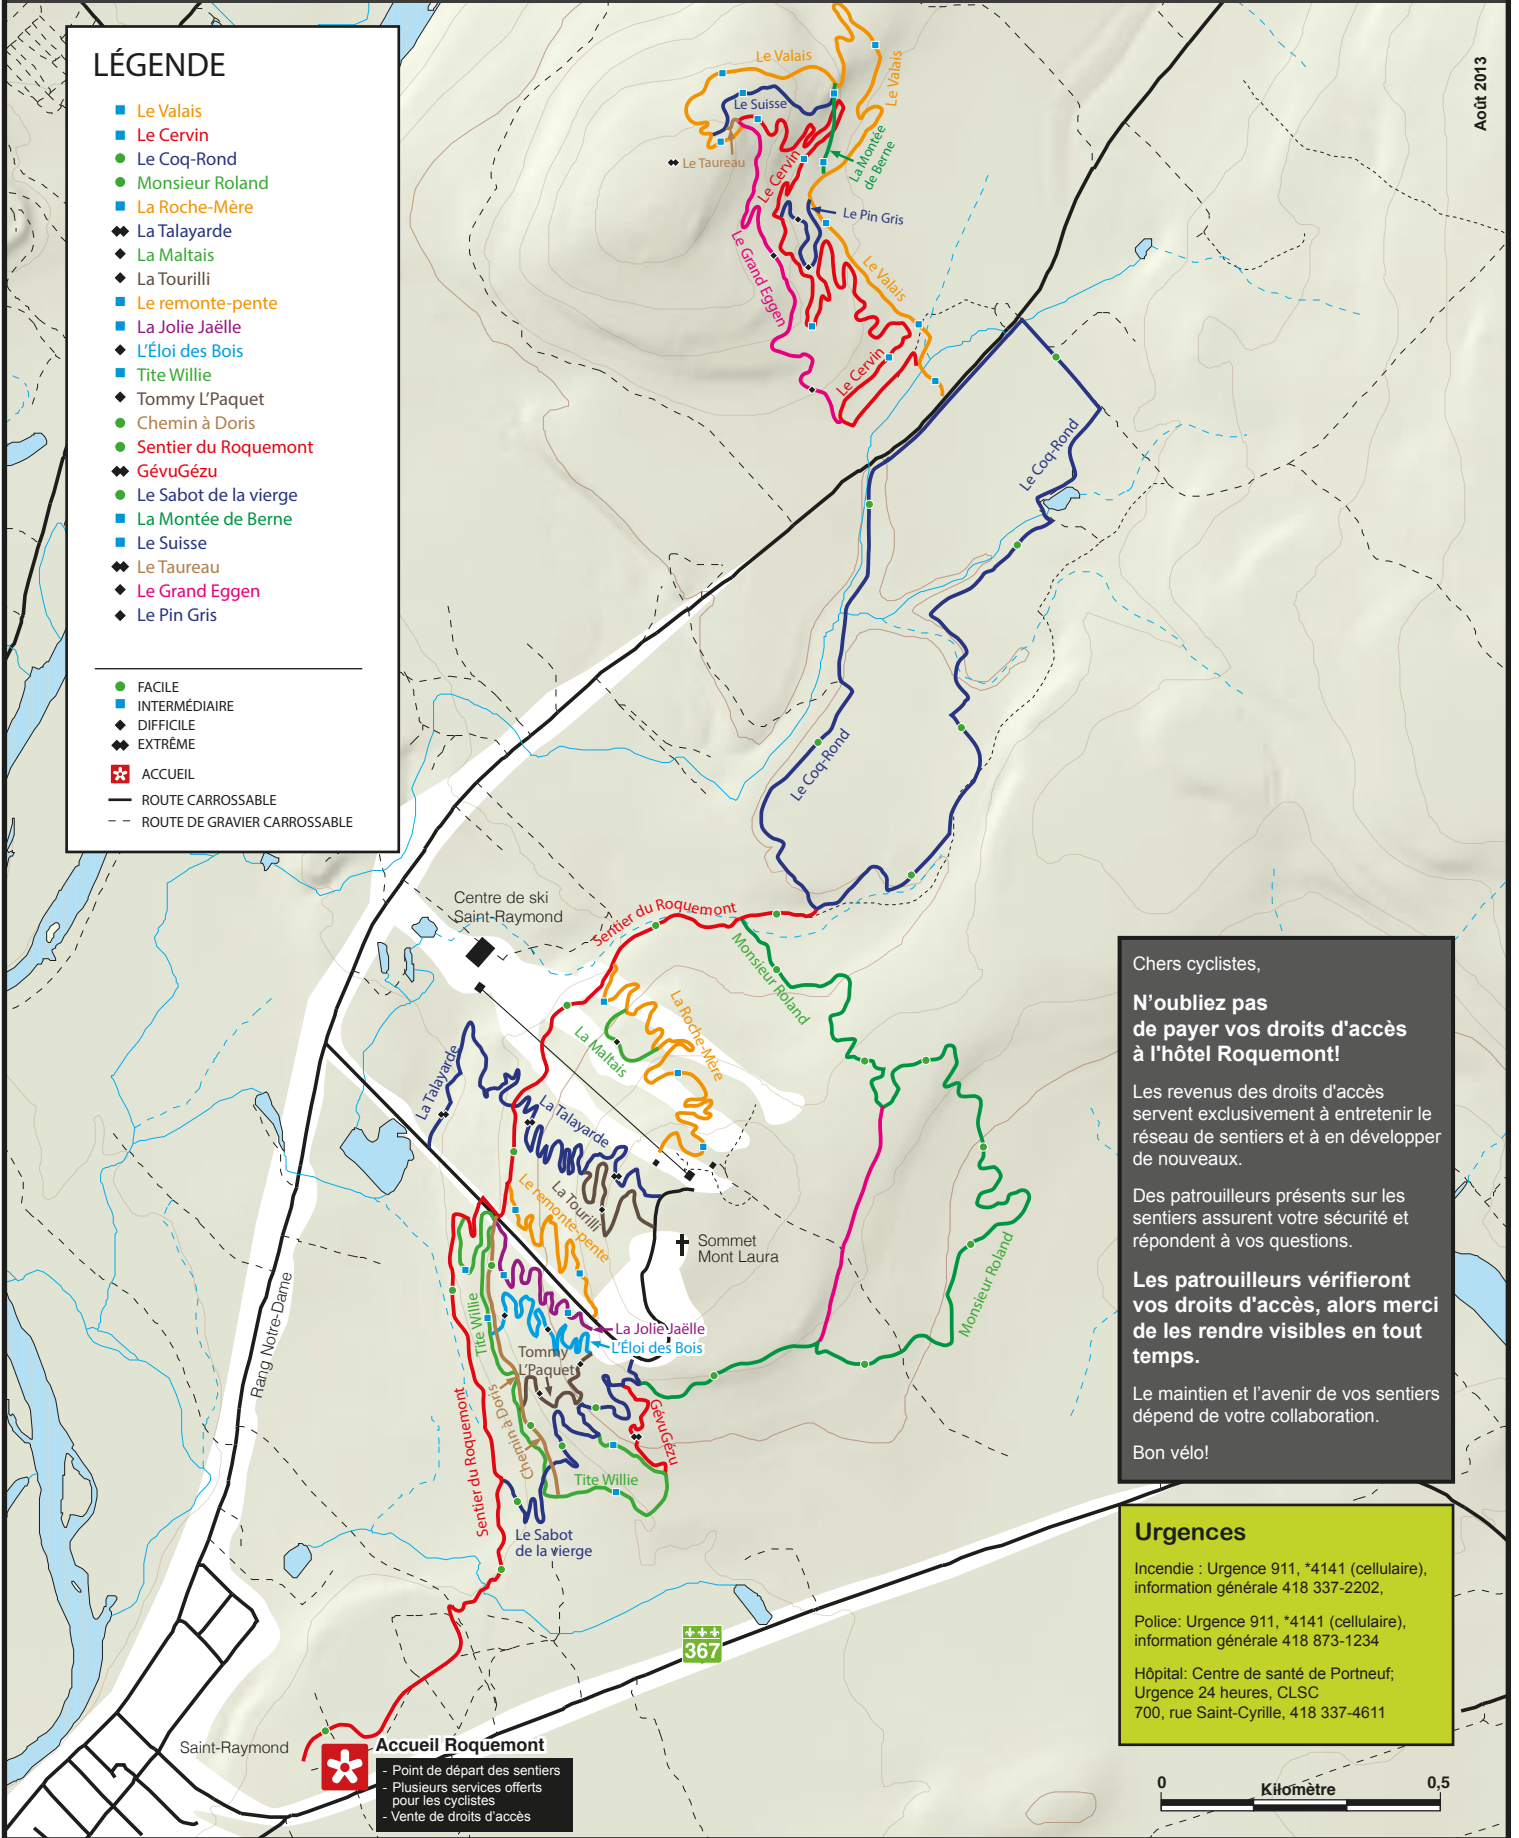 LÉGENDE
Le Valais
Le Cervin
Le Coq-Rond
Monsieur Roland
La Roche-Mère
La Talayarde
La Maltais
La Tourilli
Le remonte-pente
La Jolie Jaëlle
L'Éloi des Bois
Tite Willie
Tommy L'Paquet
Chemin à Doris
Sentier du Roquemont
GévuGézu
Le Sabot de la vierge
La Montée de Berne
Le Suisse
Le Taureau
Le Grand Eggen
Le Pin Gris
FACILE
INTERMÉDIAIRE
DIFFICILE
EXTRÊME
ACCUEIL
ROUTE CARROSSABLE
ROUTE DE GRAVIER CARROSSABLE
Août 2013
Le Valais
Le Valais
Le Suisse
Le Taureau
Le Cervin
La Montée
de Berne
Le Pin Gris
Le Grand Eggen
Le Valais
Le Cervin
Le Coq-Rond
Le Coq-Rond
Centre de ski
Saint-Raymond
Sentier du Roquemont
Monsieur Roland
La Roche-Mère
La Maltais
La Talayarde
La Talayarde
La Tourilli
Le remonte-pente
Sommet
Mont Laura
Monsieur Roland
Rang Notre-Dame
Tite Willie
La Jolie Jaëlle
L'Éloi des Bois
Tommy
L'Paquet
Chemin à Doris
GévuGézu
Sentier du Roquemont
Tite Willie
Le Sabot
de la vierge
367
Saint-Raymond
Accueil Roquemont
- Point de départ des sentiers
- Plusieurs services offerts
pour les cyclistes
- Vente de droits d'accès
Chers cyclistes,
N'oubliez pas
de payer vos droits d'accès
à l'hôtel Roquemont!
Les revenus des droits d'accès
servent exclusivement à entretenir le
réseau de sentiers et à en développer
de nouveaux.
Des patrouilleurs présents sur les
sentiers assurent votre sécurité et
répondent à vos questions.
Les patrouilleurs vérifieront
vos droits d'accès, alors merci
de les rendre visibles en tout
temps.
Le maintien et l'avenir de vos sentiers
dépend de votre collaboration.
Bon vélo!
Urgences
Incendie : Urgence 911, *4141 (cellulaire),
information générale 418 337-2202,
Police: Urgence 911, *4141 (cellulaire),
information générale 418 873-1234
Hôpital: Centre de santé de Portneuf;
Urgence 24 heures, CLSC
700, rue Saint-Cyrille, 418 337-4611
0 Kilomètre 0,5